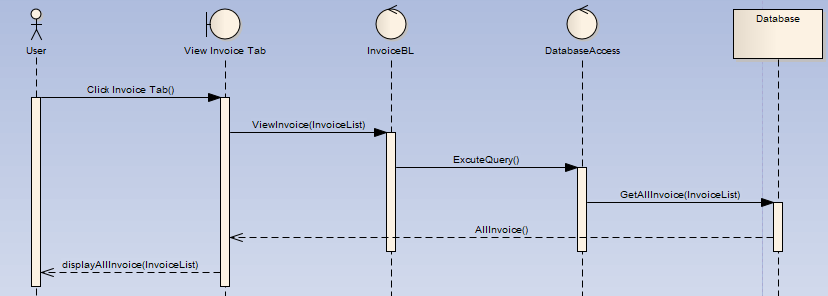 Database
User
View Invoice Tab
InvoiceBL
DatabaseAccess
Click Invoice Tab()
ViewInvoice(InvoiceList)
ExcuteQuery()
GetAllInvoice(InvoiceList)
AllInvoice()
displayAllInvoice(InvoiceList)